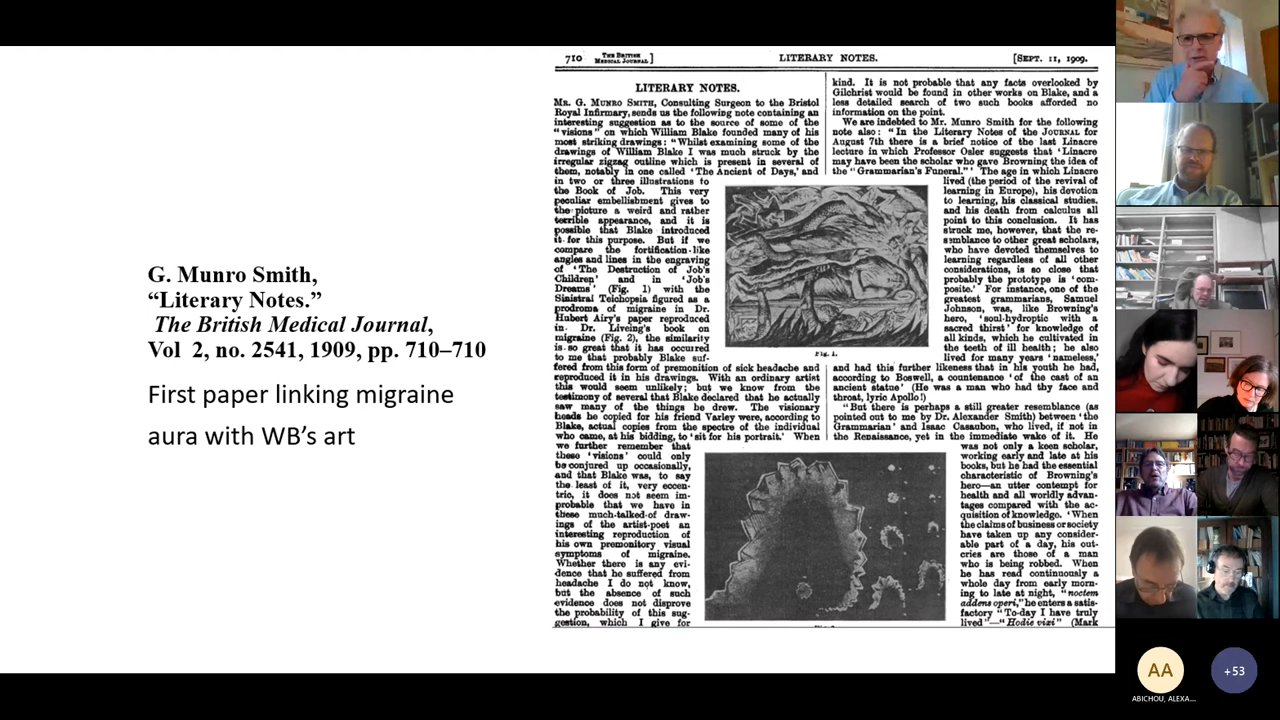 G. Munro Smith,
“Literary Notes.”
The British Medical Journal,
Vol 2, no. 2541, 1909, pp. 710–710
First paper linking migraine
aura with WB’s art
710 THE BRITISH MEDICAL JOURNAL ] LITERARY NOTES. [SEPT. 11, 1909.
LITERARY NOTES.
MR. G. MUNRO SMITH, Consulting Surgeon to the Bristol
Royal Infirmary, sends us the following note containing an
interesting suggestion as to the source of some of the
“visions” on which William Blake founded many of his
most striking drawings: “Whilst examining some of the
drawings of William Blake I was much struck by the
irregular zigzag outline which is present in several of
them, notably in one called ‘The Ancient of Days,’ and
in two or three illustrations to
the Book of Job. This very
peculiar embellishment gives to
the picture a weird and rather
terrible appearance, and it is
possible that Blake introduced
it for this purpose. But if we
compare the fortification-like
angles and lines in the engraving
of ‘The Destruction of Job's
Children’ and in ‘Job's
Dreams’ (Fig. 1) with the
Sinistral Teichopsia figured as a
prodroma of migraine in Dr.
Hubert Airy's paper reproduced
in Dr. Liveing's book on
migraine (Fig. 2), the similarity
is so great that it has occurred
to me that probably Blake suf-
fered from this form of premonition of sick headache and
reproduced it in his drawings. With an ordinary artist
this would seem unlikely; but we know from the
testimony of several that Blake declared that he actually
saw many of the things he drew. The visionary
heads he copied for his friend Varley were, according to
Blake, actual copies from the spectre of the individual
who came, at his bidding, to ‘sit for his portrait.’ When
we further remember that
these ‘visions’ could only
be conjured up occasionally,
and that Blake was, to say
the least of it, very eccen-
tric, it does not seem im-
probable that we have in
these much-talked-of draw-
ings of the artist-poet an
interesting reproduction of
his own premonitory visual
symptoms of migraine.
Whether there is any evi-
dence that he suffered from
headache I do not know,
but the absence of such
evidence does not disprove
the probability of this sug-
gestion, which I give for
kind. It is not probable that any facts overlooked by
Gilchrist would be found in other works on Blake, and a
less detailed search of two such books afforded no
information on the point.
We are indebted to Mr. Munro Smith for the following
note also: “In the Literary Notes of the JOURNAL for
August 7th there is a brief notice of the last Linacre
lecture in which Professor Osler suggests that ‘Linacre
may have been the scholar who gave Browning the idea of
the “Grammarian's Funeral.”’ The age in which Linacre
lived (the period of the revival of
learning in Europe), his devotion
to learning, his classical studies,
and his death from calculus all
point to this conclusion. It has
struck me, however, that the re-
semblance to other great scholars,
who have devoted themselves to
learning regardless of all other
considerations, is so close that
probably the prototype is ‘com-
posite.’ For instance, one of the
greatest grammarians, Samuel
Johnson, was, like Browning's
hero, ‘soul-hydroptic with a
sacred thirst’ for knowledge of
all kinds, which he cultivated in
the teeth of ill health; he also
lived for many years ‘nameless,’
Fig. 1.
and had this further likeness that in his youth he had,
according to Boswell, a countenance ‘of the cast of an
ancient statue’ (He was a man who had thy face and
throat, lyric Apollo!)
“But there is perhaps a still greater resemblance (as
pointed out to me by Dr. Alexander Smith) between ‘the
Grammarian’ and Isaac Casaubon, who lived, if not in
the Renaissance, yet in the immediate wake of it. He
was not only a keen scholar,
working early and late at his
books, but he had the essential
characteristic of Browning's
hero—an utter contempt for
health and all worldly advan-
tages compared with the ac-
quisition of knowledge. ‘When
the claims of business or society
have taken up any consider-
able part of a day, his out-
cries are those of a man
who is being robbed. When
he has read continuously a
whole day from early morn-
ing to late at night, “noctem
addens operi,” he enters a satis-
factory “To-day I have truly
lived”—“Hodie vixi” (Mark
AA
ABICHOU, ALEXA...
+53